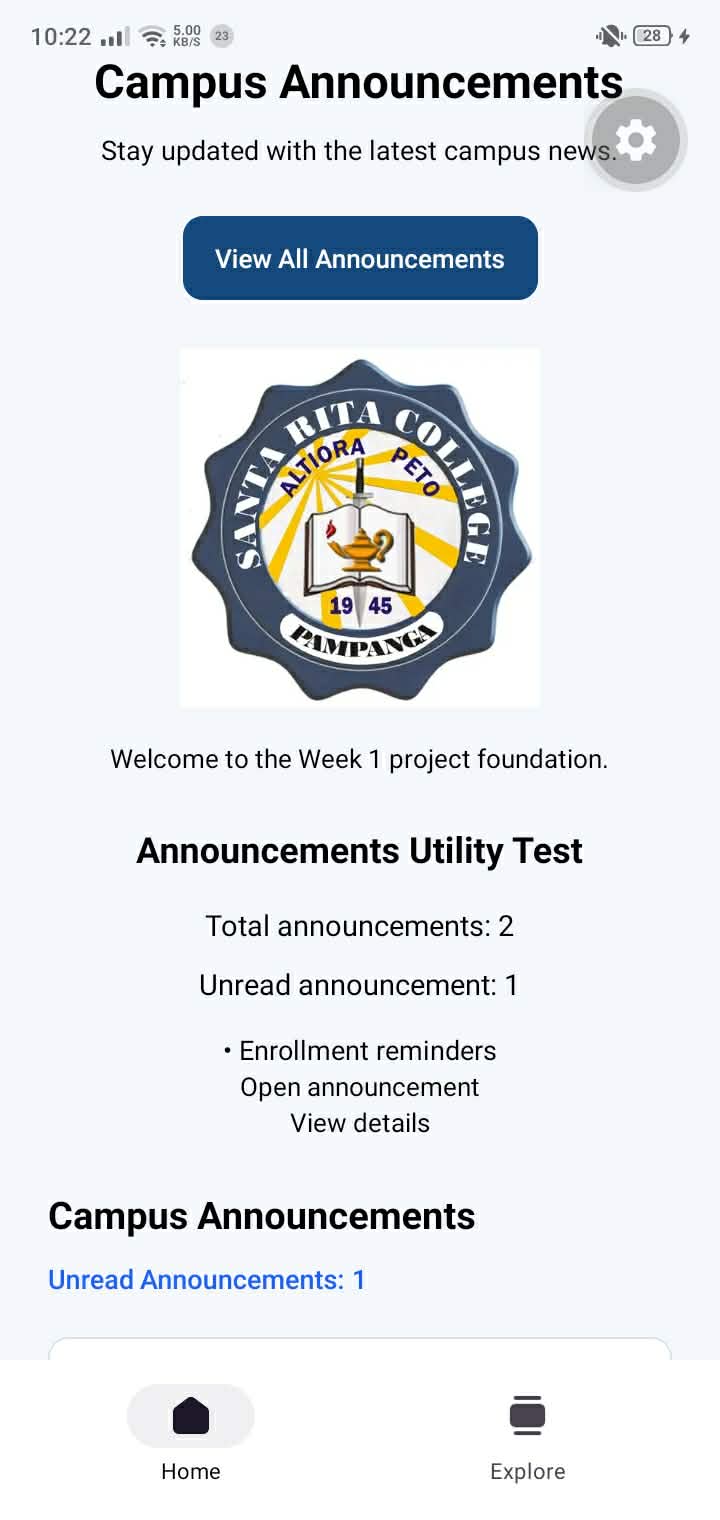 10:22 5.00 KB/S 23 28
Campus Announcements
Stay updated with the latest campus news.
View All Announcements
SANTA RITA COLLEGE
ALTIORA PETO
19 45
PAMPANGA
Welcome to the Week 1 project foundation.
Announcements Utility Test
Total announcements: 2
Unread announcement: 1
• Enrollment reminders
Open announcement
View details
Campus Announcements
Unread Announcements: 1
Home Explore